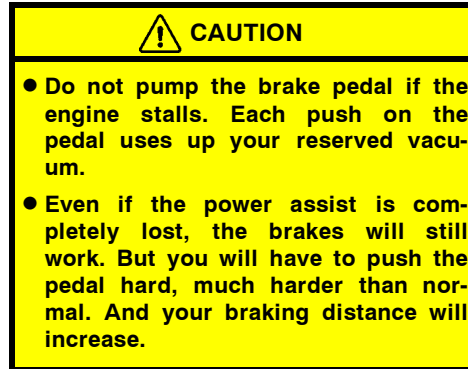 CAUTION
● Do not pump the brake pedal if the
engine stalls. Each push on the
pedal uses up your reserved vacu-
um.
● Even if the power assist is com-
pletely lost, the brakes will still
work. But you will have to push the
pedal hard, much harder than nor-
mal. And your braking distance will
increase.